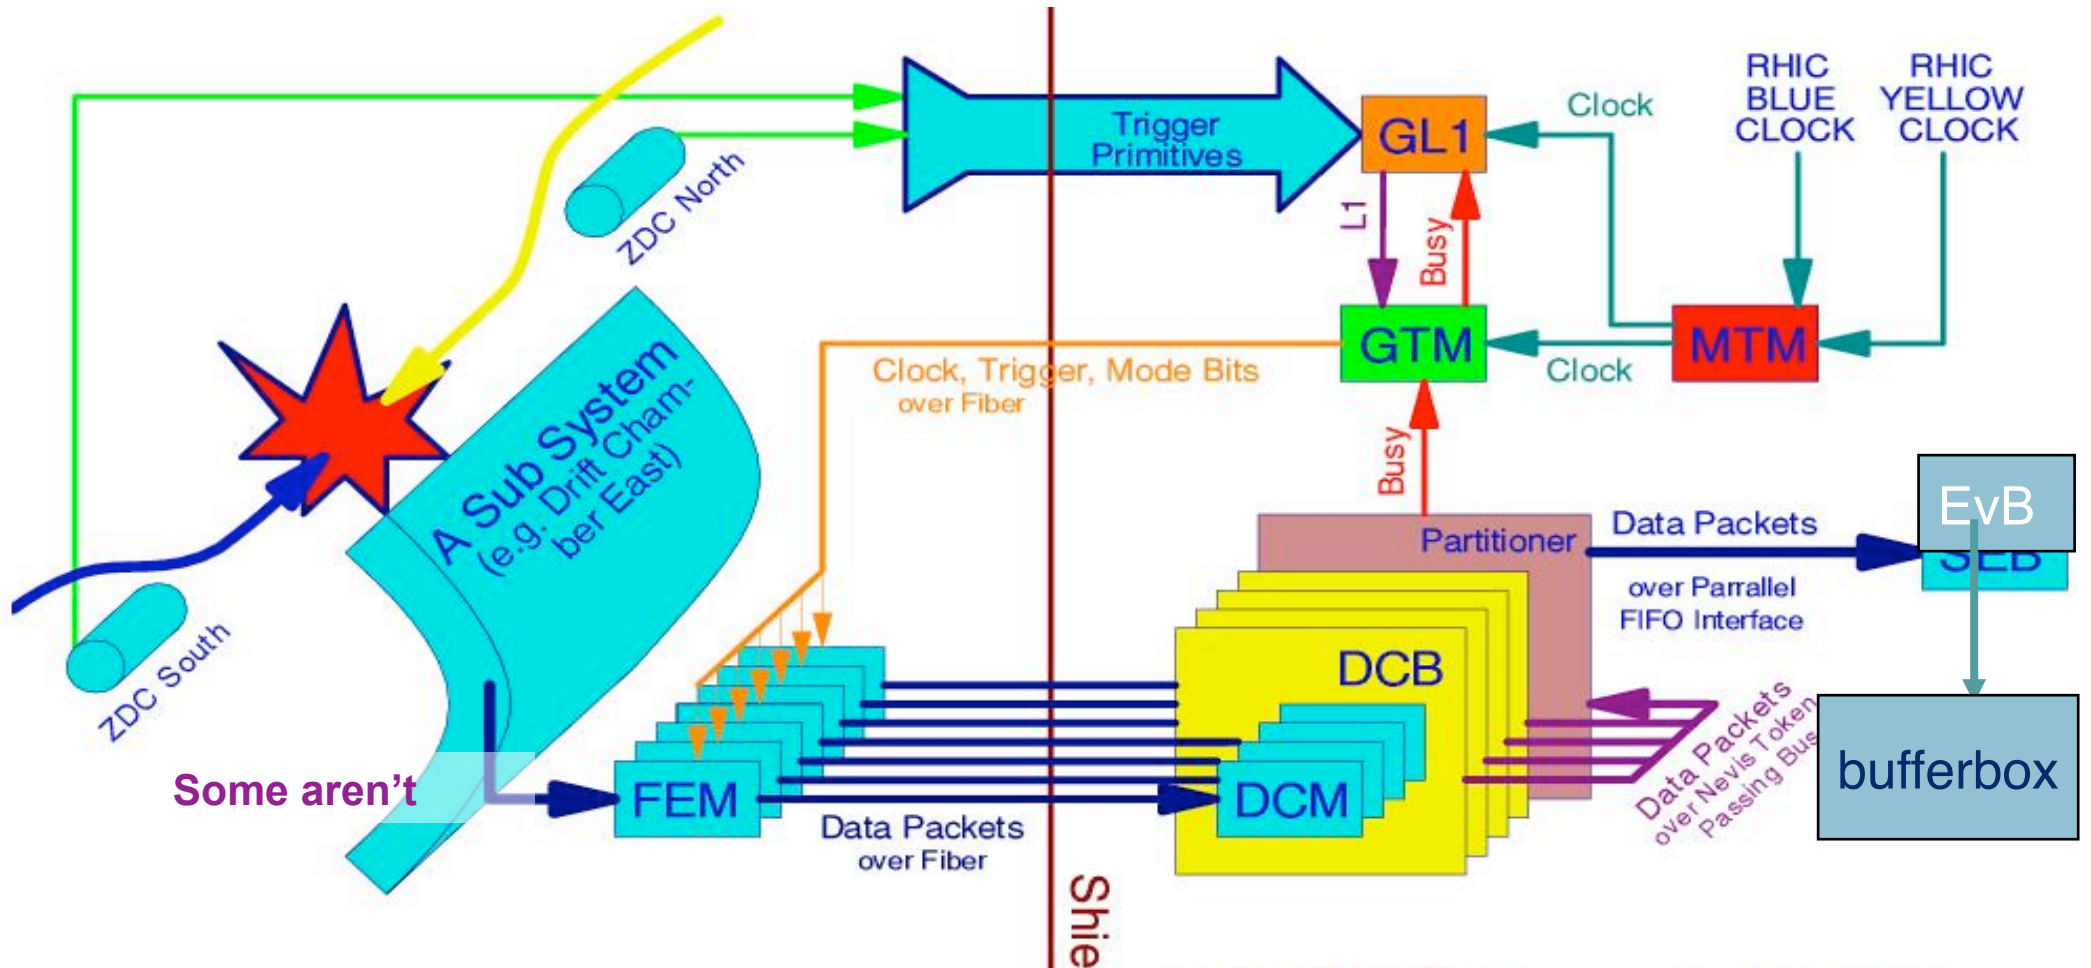 RHIC
BLUE
CLOCK
RHIC
YELLOW
CLOCK
Clock
Trigger
Primitives
GL1
ZDC North
L1
Busy
GTM
MTM
Clock
Clock, Trigger, Mode Bits
over Fiber
A Sub System
(e.g. Drift Cham-
ber East)
Busy
EvB
SEB
Partitioner
Data Packets
over Parrallel
FIFO Interface
ZDC South
DCB
Data Packets
over Nevis Token
Passing Bus
bufferbox
Some aren't
FEM
DCM
Data Packets
over Fiber
Shie